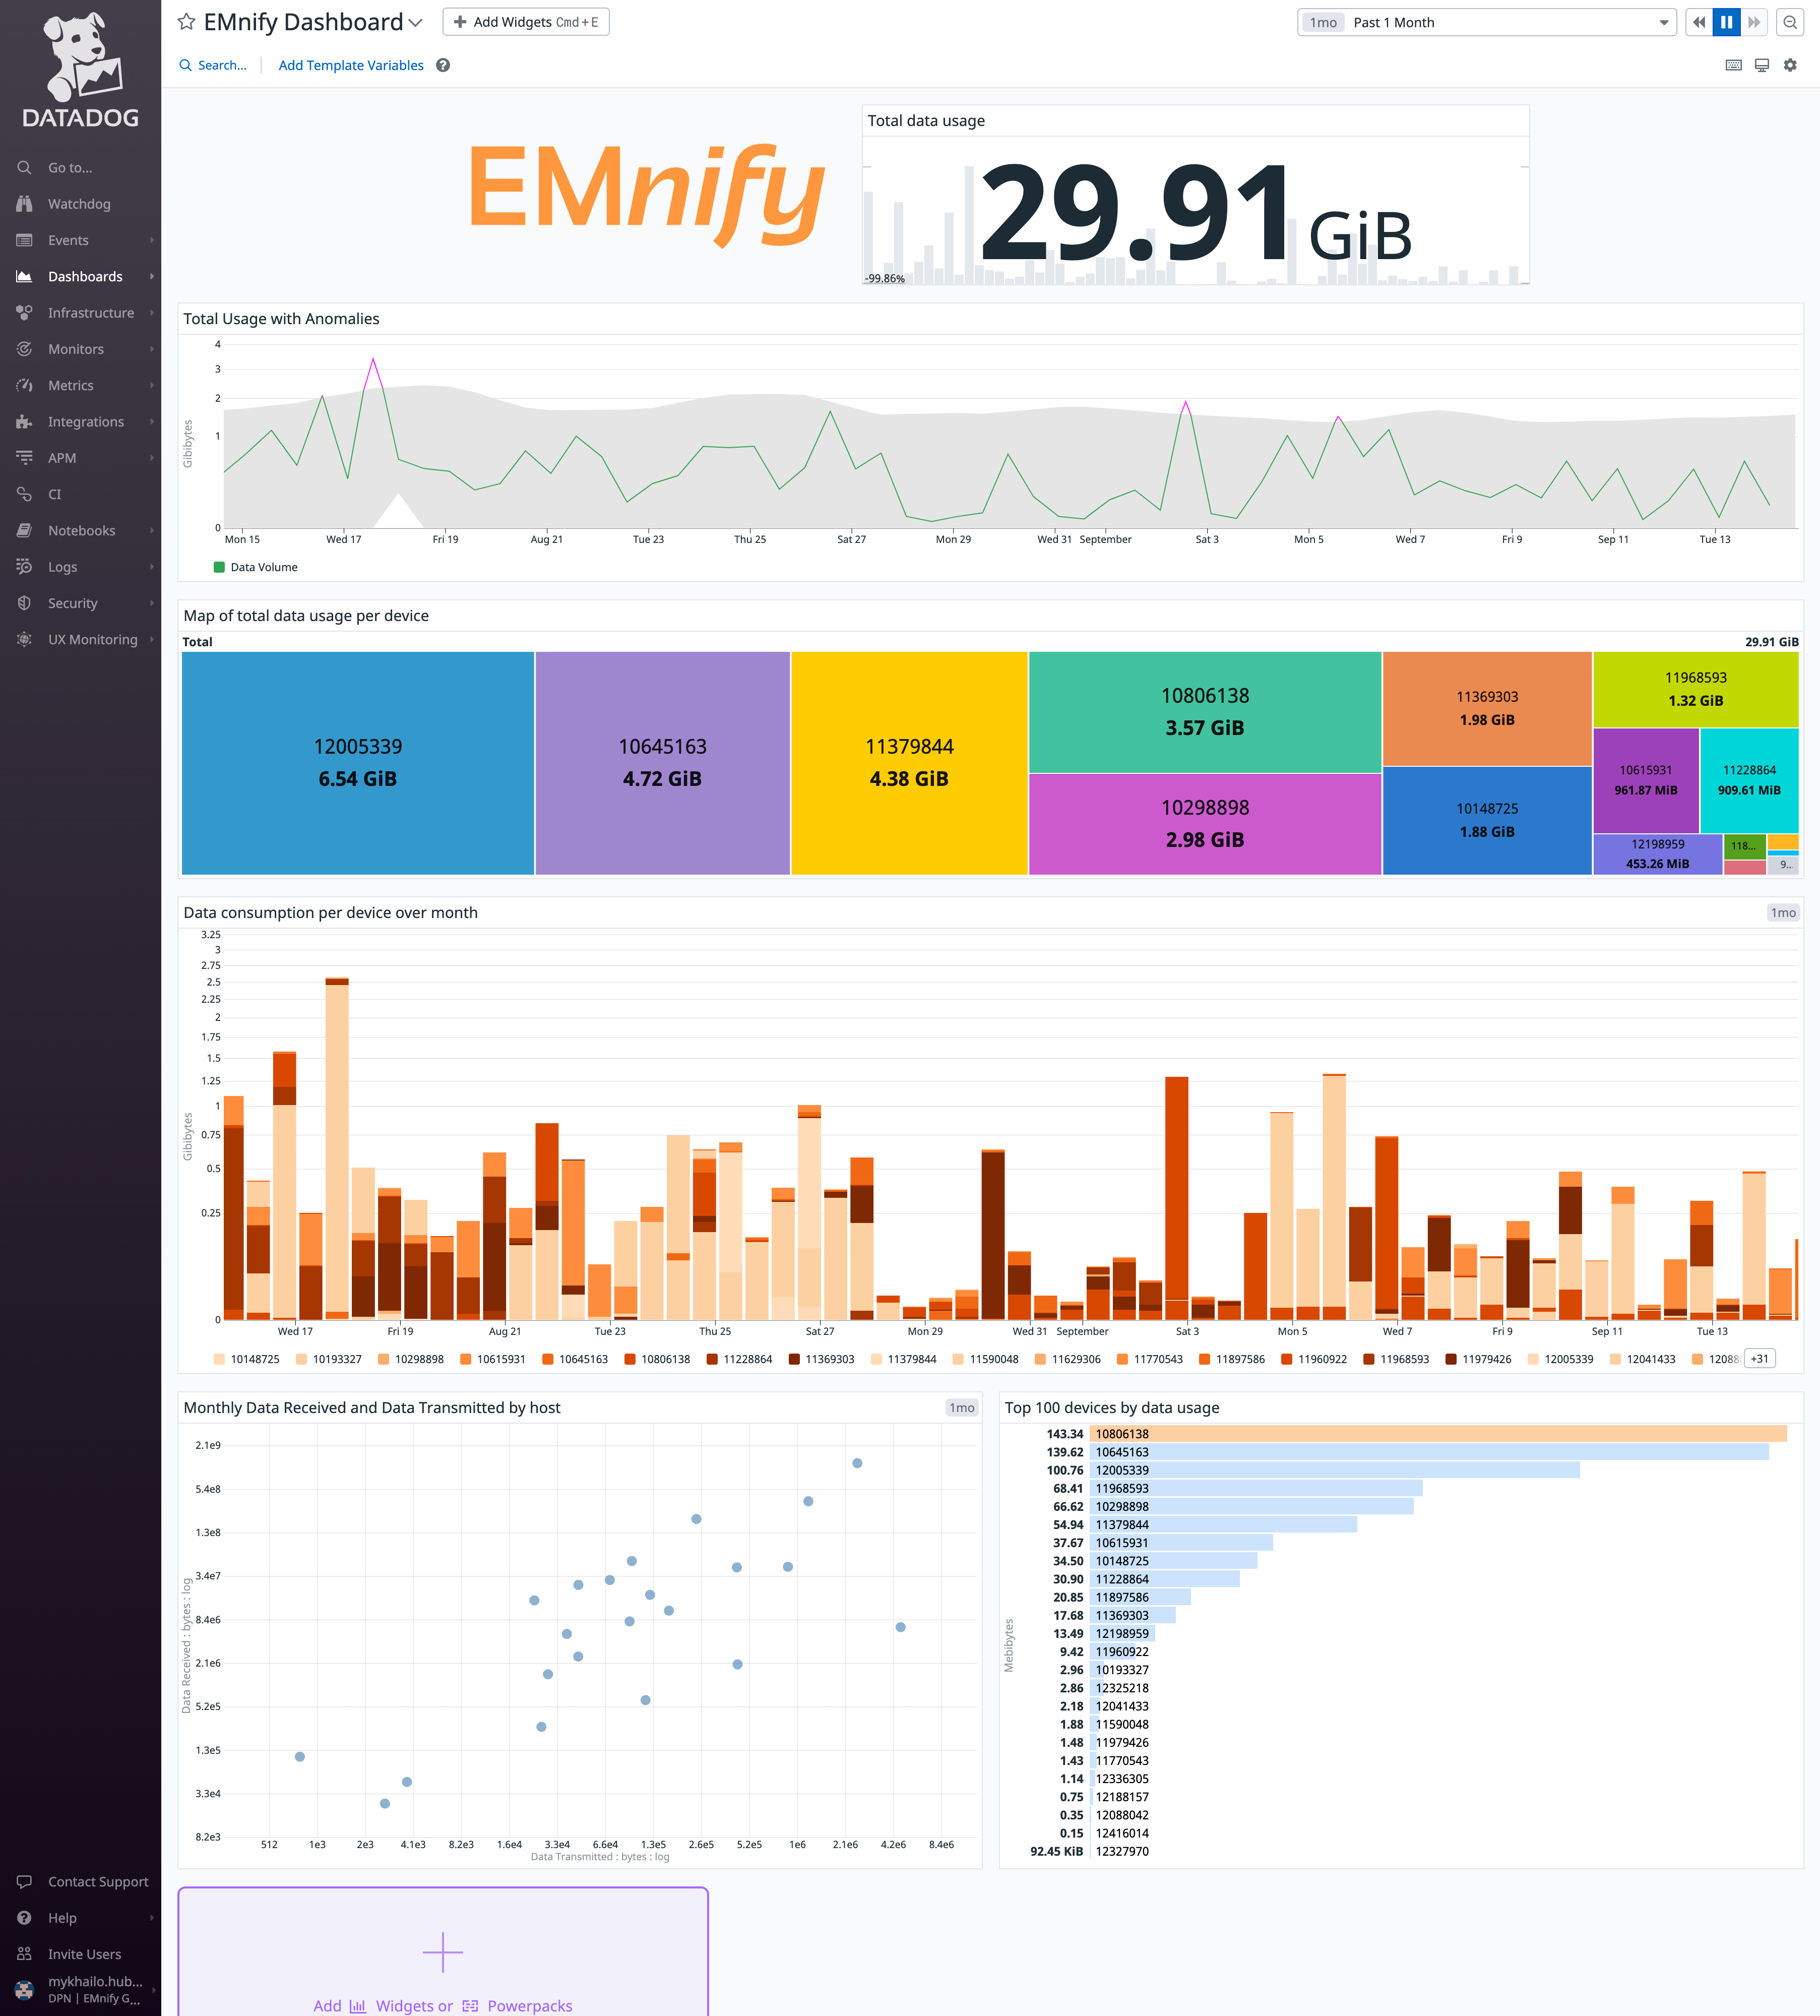 DATADOG
Go to...
Watchdog
Events
Dashboards
Infrastructure
Monitors
Metrics
Integrations
APM
CI
Notebooks
Logs
Security
UX Monitoring
Contact Support
Help
Invite Users
mykhailo.hub...
DPN | EMnify G...
EMnify Dashboard
Add Widgets Cmd + E
1mo Past 1 Month
Search...
Add Template Variables
EMnify
Total data usage
29.91 GiB
-99.86%
Total Usage with Anomalies
Gibibytes
4
3
2
1
0
Mon 15 Wed 17 Fri 19 Aug 21 Tue 23 Thu 25 Sat 27 Mon 29 Wed 31 September Sat 3 Mon 5 Wed 7 Fri 9 Sep 11 Tue 13
Data Volume
Map of total data usage per device
Total 29.91 GiB
12005339
6.54 GiB
10645163
4.72 GiB
11379844
4.38 GiB
10806138
3.57 GiB
10298898
2.98 GiB
11369303
1.98 GiB
10148725
1.88 GiB
11968593
1.32 GiB
10615931
961.87 MiB
11228864
909.61 MiB
12198959
453.26 MiB
118...
9...
Data consumption per device over month 1mo
Gibibytes
3.25
3
2.75
2.5
2.25
2
1.75
1.5
1.25
1
0.75
0.5
0.25
0
Wed 17 Fri 19 Aug 21 Tue 23 Thu 25 Sat 27 Mon 29 Wed 31 September Sat 3 Mon 5 Wed 7 Fri 9 Sep 11 Tue 13
10148725 10193327 10298898 10615931 10645163 10806138 11228864 11369303 11379844 11590048 11629306 11770543 11897586 11960922 11968593 11979426 12005339 12041433 12088 +31
Monthly Data Received and Data Transmitted by host 1mo
Data Received : bytes : log
2.1e9
5.4e8
1.3e8
3.4e7
8.4e6
2.1e6
5.2e5
1.3e5
3.3e4
8.2e3
512 1e3 2e3 4.1e3 8.2e3 1.6e4 3.3e4 6.6e4 1.3e5 2.6e5 5.2e5 1e6 2.1e6 4.2e6 8.4e6
Data Transmitted : bytes : log
Top 100 devices by data usage
Mebibytes
143.34 10806138
139.62 10645163
100.76 12005339
68.41 11968593
66.62 10298898
54.94 11379844
37.67 10615931
34.50 10148725
30.90 11228864
20.85 11897586
17.68 11369303
13.49 12198959
9.42 11960922
2.96 10193327
2.86 12325218
2.18 12041433
1.88 11590048
1.48 11979426
1.43 11770543
1.14 12336305
0.75 12188157
0.35 12088042
0.15 12416014
92.45 KiB 12327970
Add Widgets or Powerpacks